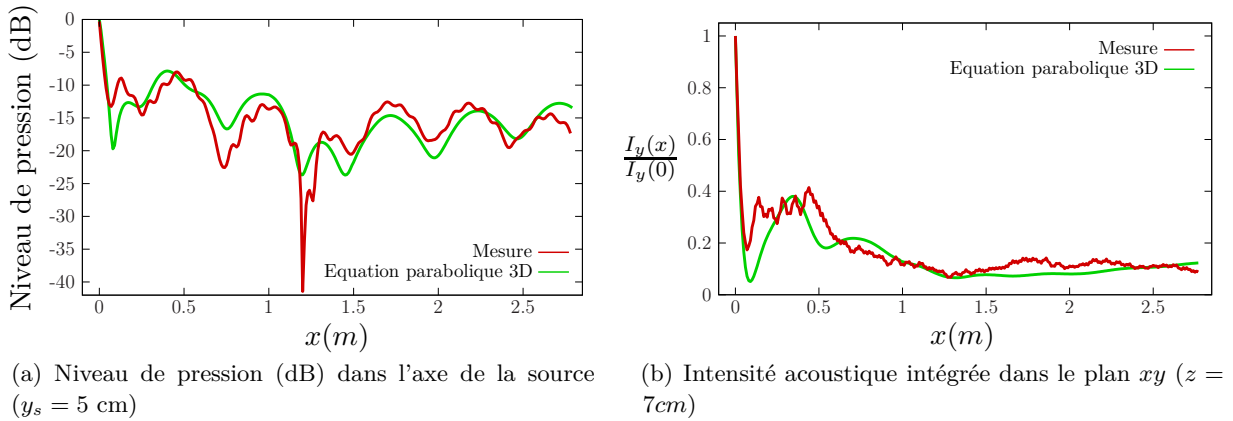 Niveau de pression (dB)
0
-5
-10
-15
-20
-25
-30
-35
-40
Mesure
Equation parabolique 3D
0 0.5 1 1.5 2 2.5
x(m)
(a) Niveau de pression (dB) dans l'axe de la source
(y_s = 5 cm)
I_y(x)
I_y(0)
1
0.8
0.6
0.4
0.2
0
Mesure
Equation parabolique 3D
0 0.5 1 1.5 2 2.5
x(m)
(b) Intensité acoustique intégrée dans le plan xy (z =
7cm)